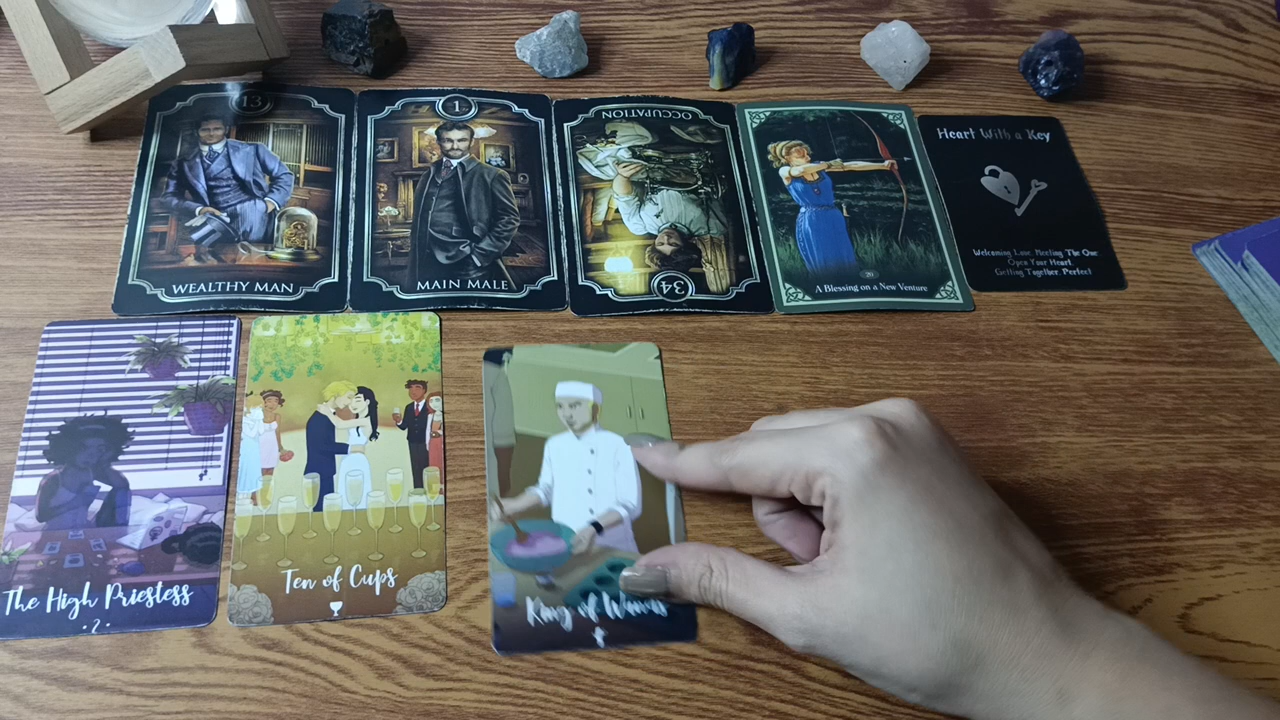 13
WEALTHY MAN
1
MAIN MALE
OCCUPATION
34
20
A Blessing on a New Venture
Heart With a Key
Welcoming Love. Meeting The One
Open Your Heart.
Getting Together. Perfect
The High Priestess
• 2 •
Ten of Cups
King of Wands